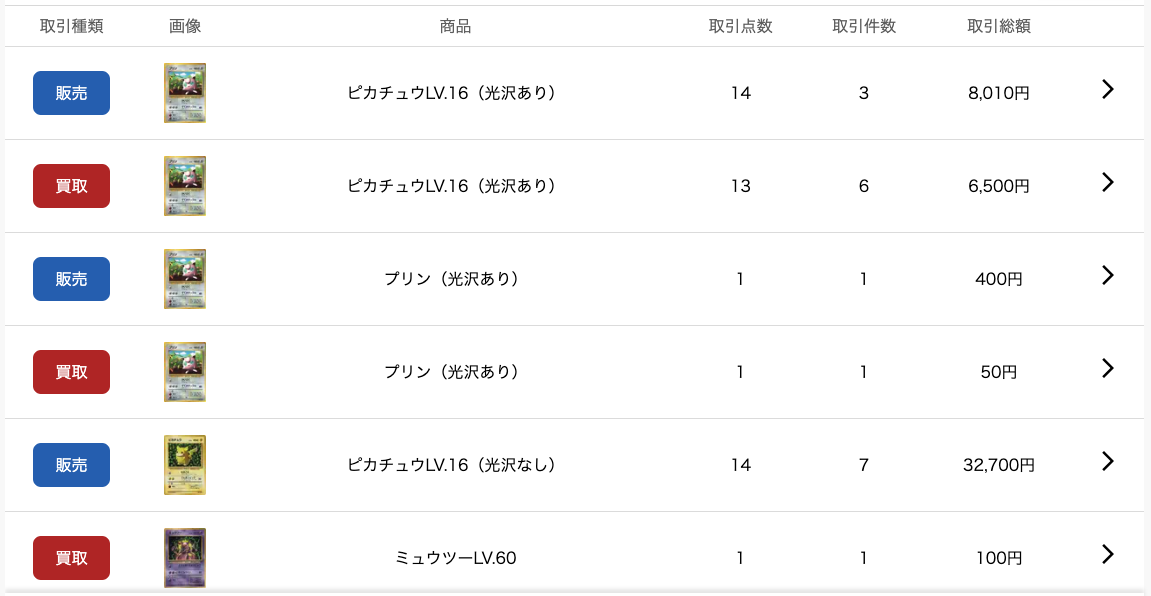 取引種類 画像 商品 取引点数 取引件数 取引総額
販売 ピカチュウLV.16（光沢あり） 14 3 8,010円
買取 ピカチュウLV.16（光沢あり） 13 6 6,500円
販売 プリン（光沢あり） 1 1 400円
買取 プリン（光沢あり） 1 1 50円
販売 ピカチュウLV.16（光沢なし） 14 7 32,700円
買取 ミュウツーLV.60 1 1 100円